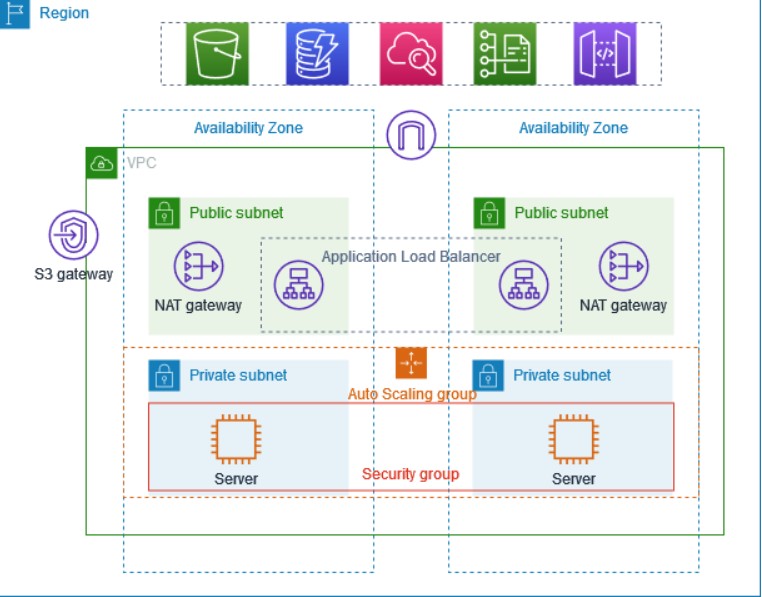 Region
Availability Zone
Availability Zone
VPC
Public subnet
Public subnet
Application Load Balancer
S3 gateway
NAT gateway
NAT gateway
Private subnet
Private subnet
Auto Scaling group
Security group
Server
Server